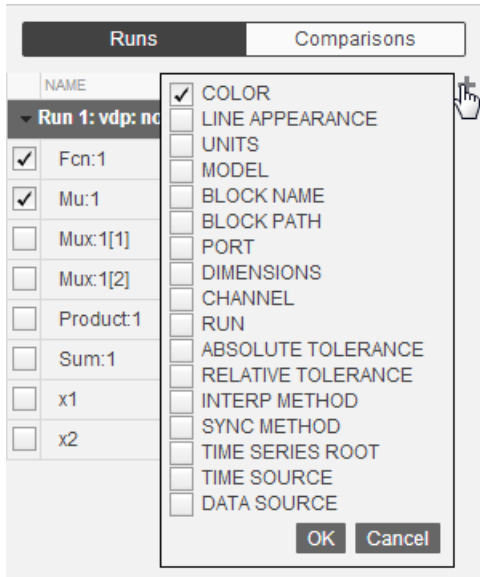 Runs Comparisons
NAME
Run 1: vdp: no
Fcn:1
Mu:1
Mux:1[1]
Mux:1[2]
Product:1
Sum:1
x1
x2
COLOR
LINE APPEARANCE
UNITS
MODEL
BLOCK NAME
BLOCK PATH
PORT
DIMENSIONS
CHANNEL
RUN
ABSOLUTE TOLERANCE
RELATIVE TOLERANCE
INTERP METHOD
SYNC METHOD
TIME SERIES ROOT
TIME SOURCE
DATA SOURCE
OK Cancel